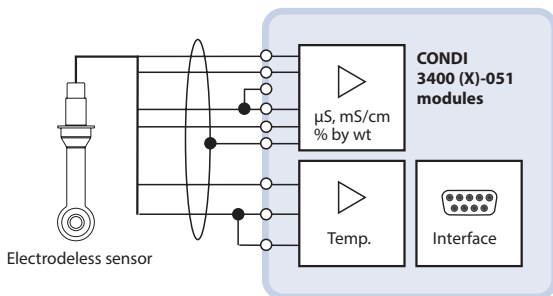 CONDI
3400 (X)-051
modules
µS, mS/cm
% by wt
Temp.
Interface
Electrodeless sensor